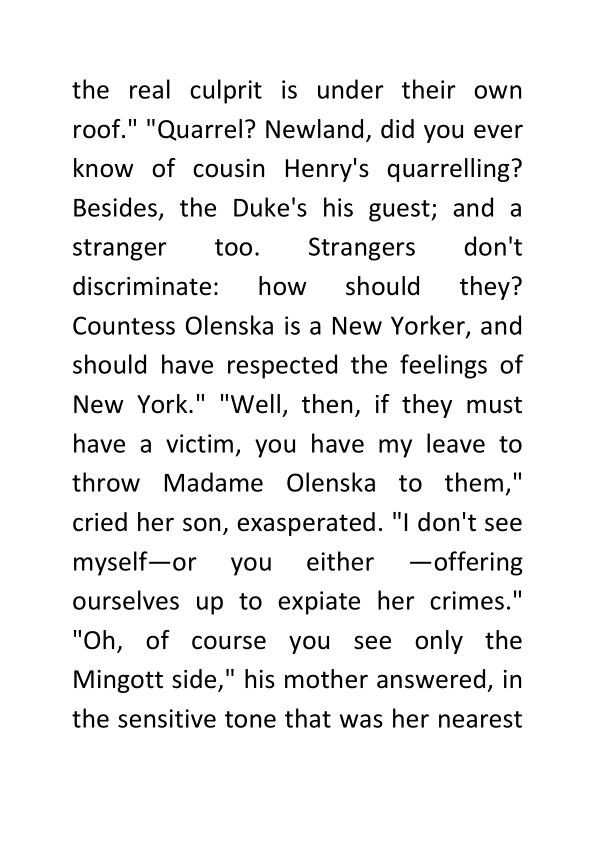 the real culprit is under their own
roof." "Quarrel? Newland, did you ever
know of cousin Henry's quarrelling?
Besides, the Duke's his guest; and a
stranger too. Strangers don't
discriminate: how should they?
Countess Olenska is a New Yorker, and
should have respected the feelings of
New York." "Well, then, if they must
have a victim, you have my leave to
throw Madame Olenska to them,"
cried her son, exasperated. "I don't see
myself—or you either —offering
ourselves up to expiate her crimes."
"Oh, of course you see only the
Mingott side," his mother answered, in
the sensitive tone that was her nearest